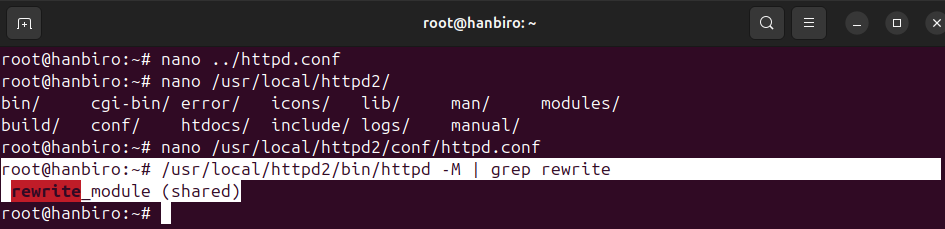 root@hanbiro: ~
root@hanbiro:~# nano ../httpd.conf
root@hanbiro:~# nano /usr/local/httpd2/
bin/     cgi-bin/ error/   icons/   lib/     man/     modules/
build/   conf/    htdocs/  include/ logs/    manual/
root@hanbiro:~# nano /usr/local/httpd2/conf/httpd.conf
root@hanbiro:~# /usr/local/httpd2/bin/httpd -M | grep rewrite
 rewrite_module (shared)
root@hanbiro:~#